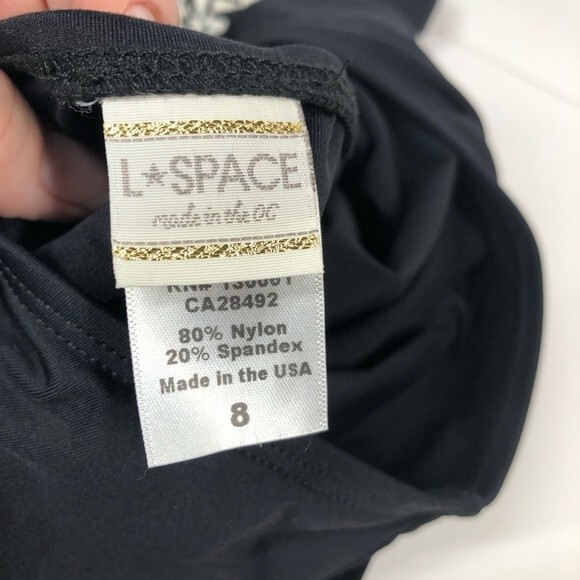 L★SPACE
made in the OC
CA28492
80% Nylon
20% Spandex
Made in the USA
8